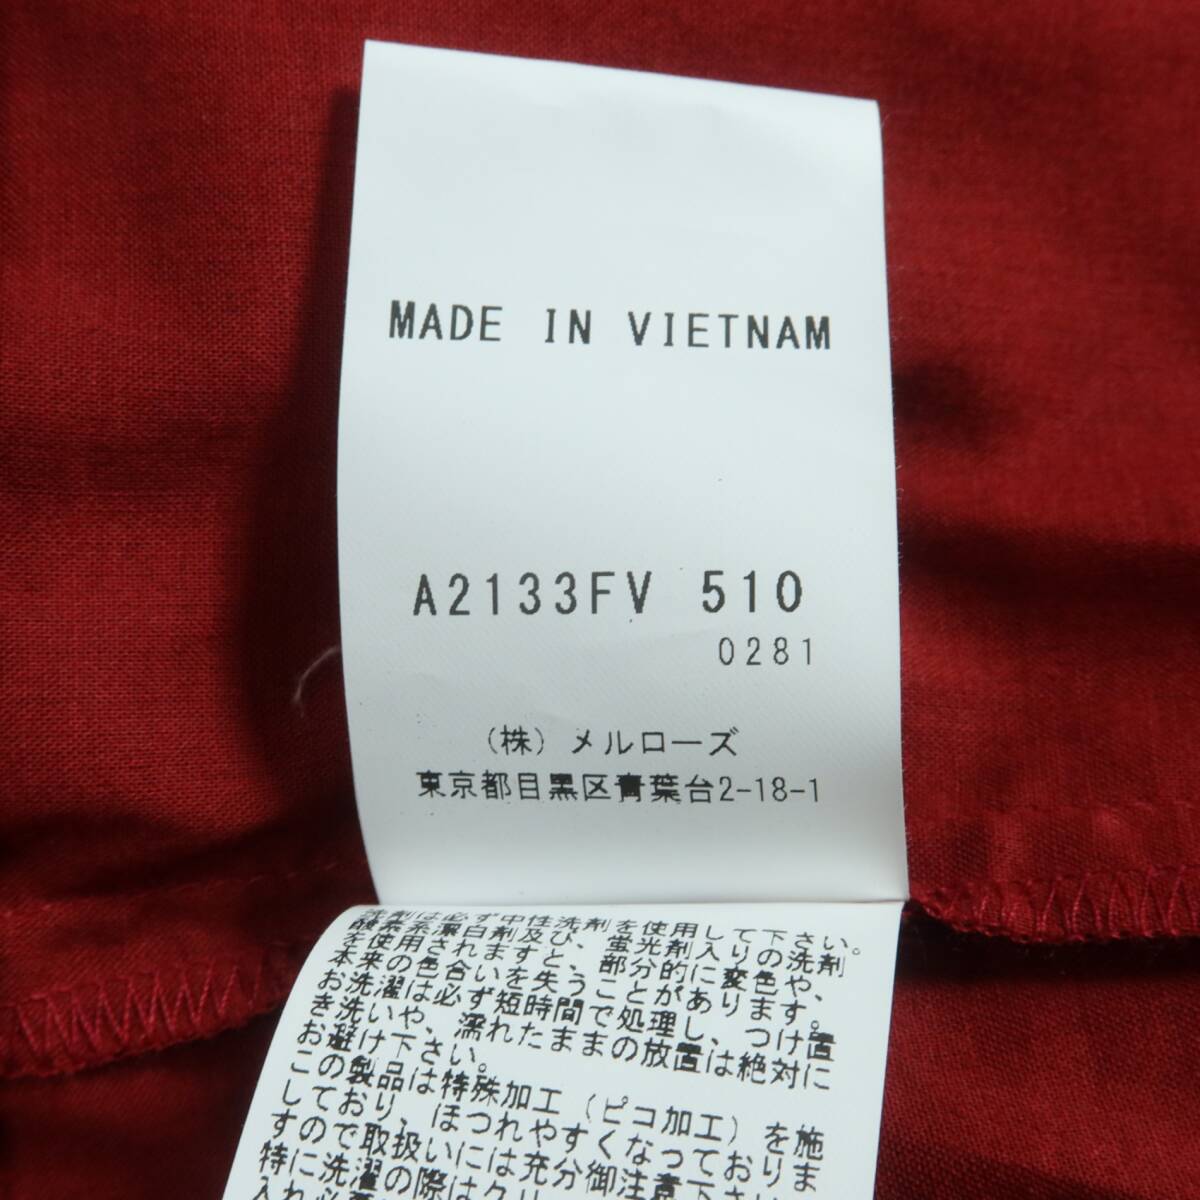 MADE IN VIETNAM
A2133FV 510
0281
(株)メルローズ
東京都目黒区青葉台2-18-1
洗剤は必ず中性洗剤を使用して下さい。
酸素系漂白剤及び、蛍光剤入りの洗剤
を使用されますと、部分的に変色や、
本来の色合いを失うことがあります。
お洗濯は必ず短時間で処理し、つけ置
き洗いや、濡れたままの放置は絶対に
お避け下さい。
この製品は特殊加工(ピコ加工)を施
しており、ほつれやすくなっておりま
すので取扱いには充分御注意下さい
特に洗濯の際は